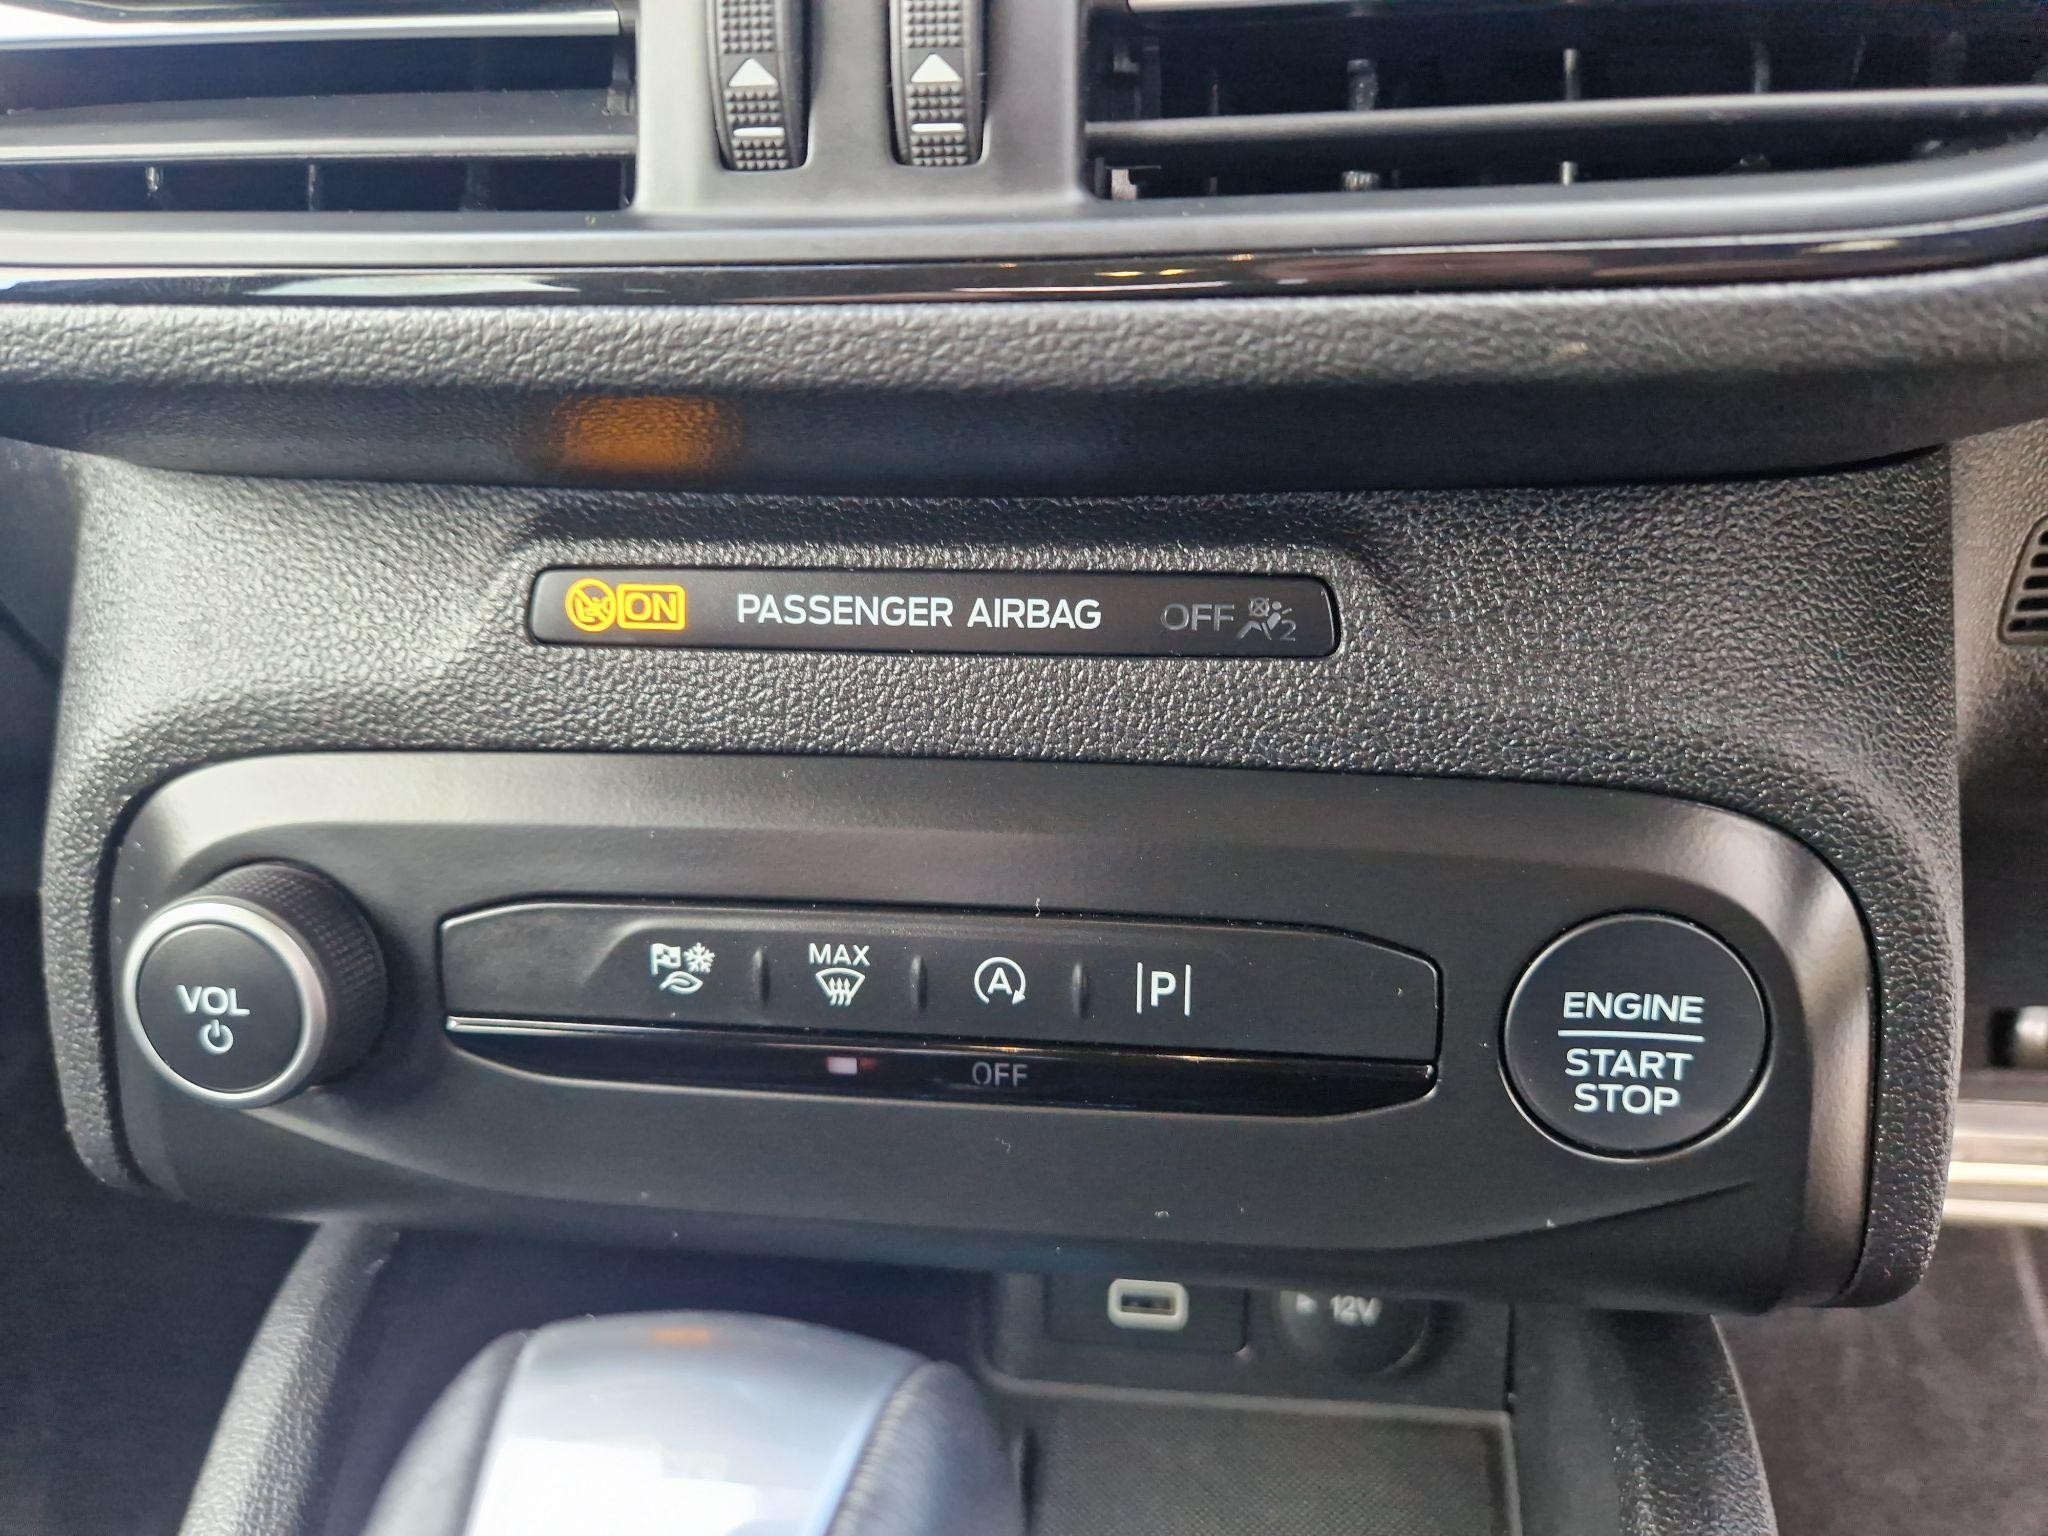 ON PASSENGER AIRBAG OFF 2
VOL
MAX
A
P
OFF
ENGINE
START
STOP
12V